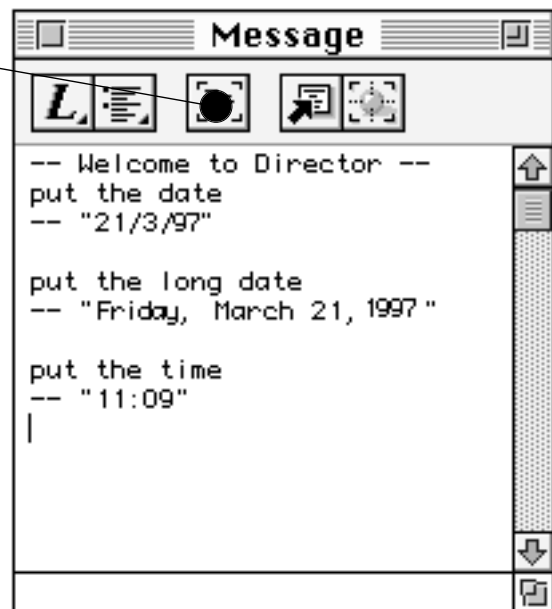 Message
L
-- Welcome to Director --
put the date
-- "21/3/97"
put the long date
-- "Friday, March 21, 1997 "
put the time
-- "11:09"